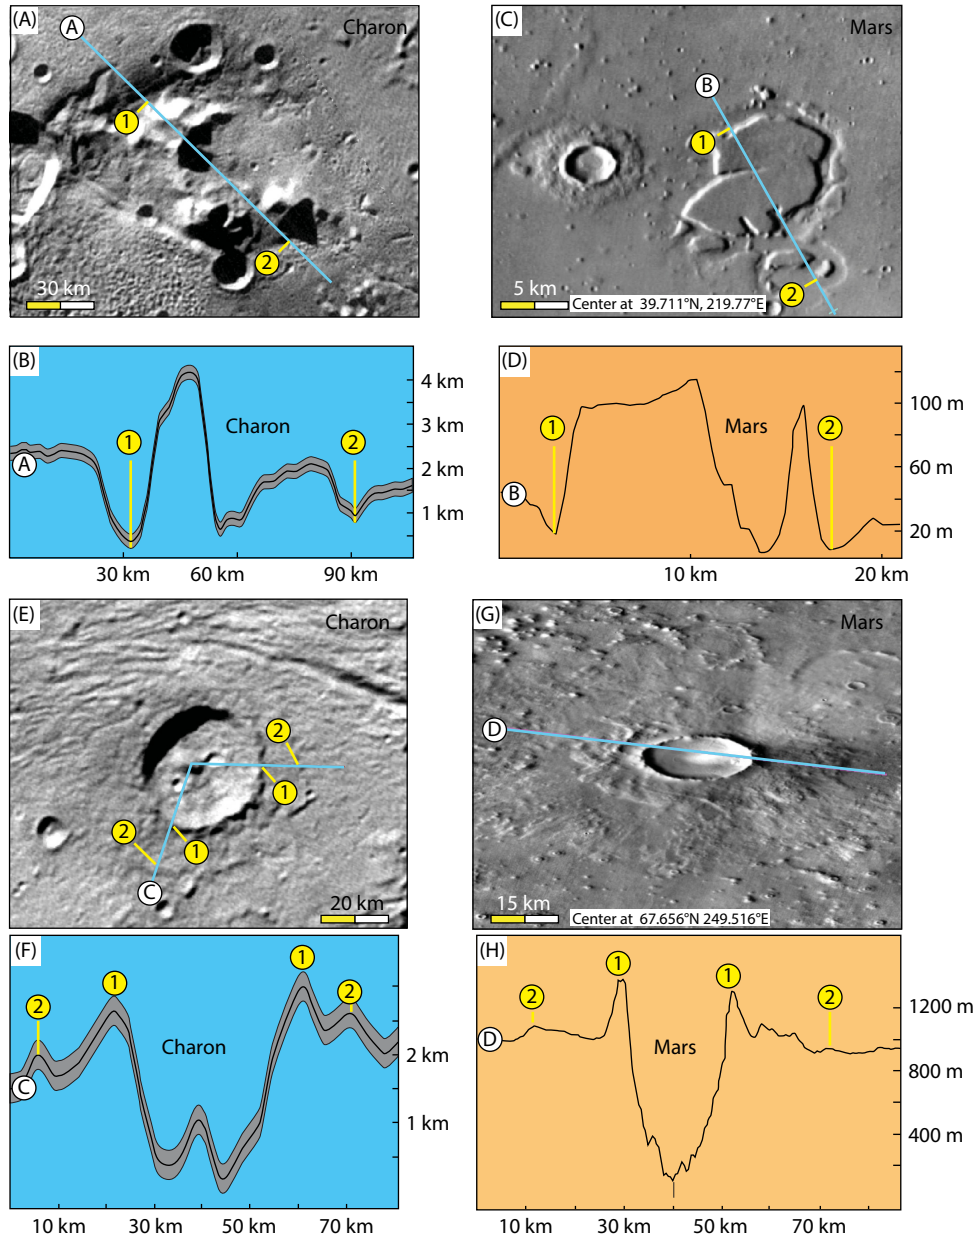 (A)
Charon
A
1
2
30 km
(C)
Mars
B
1
2
5 km
Center at 39.711°N, 219.77°E
(B)
4 km
3 km
2 km
1 km
1
2
Charon
A
30 km
60 km
90 km
(D)
100 m
60 m
20 m
1
2
Mars
B
10 km
20 km
(E)
Charon
2
1
2
1
C
20 km
(G)
Mars
D
15 km
Center at 67.656°N 249.516°E
(F)
1
1
2
2
Charon
2 km
1 km
C
10 km
30 km
50 km
70 km
(H)
1
1
2
2
Mars
D
1200 m
800 m
400 m
10 km
30 km
50 km
70 km